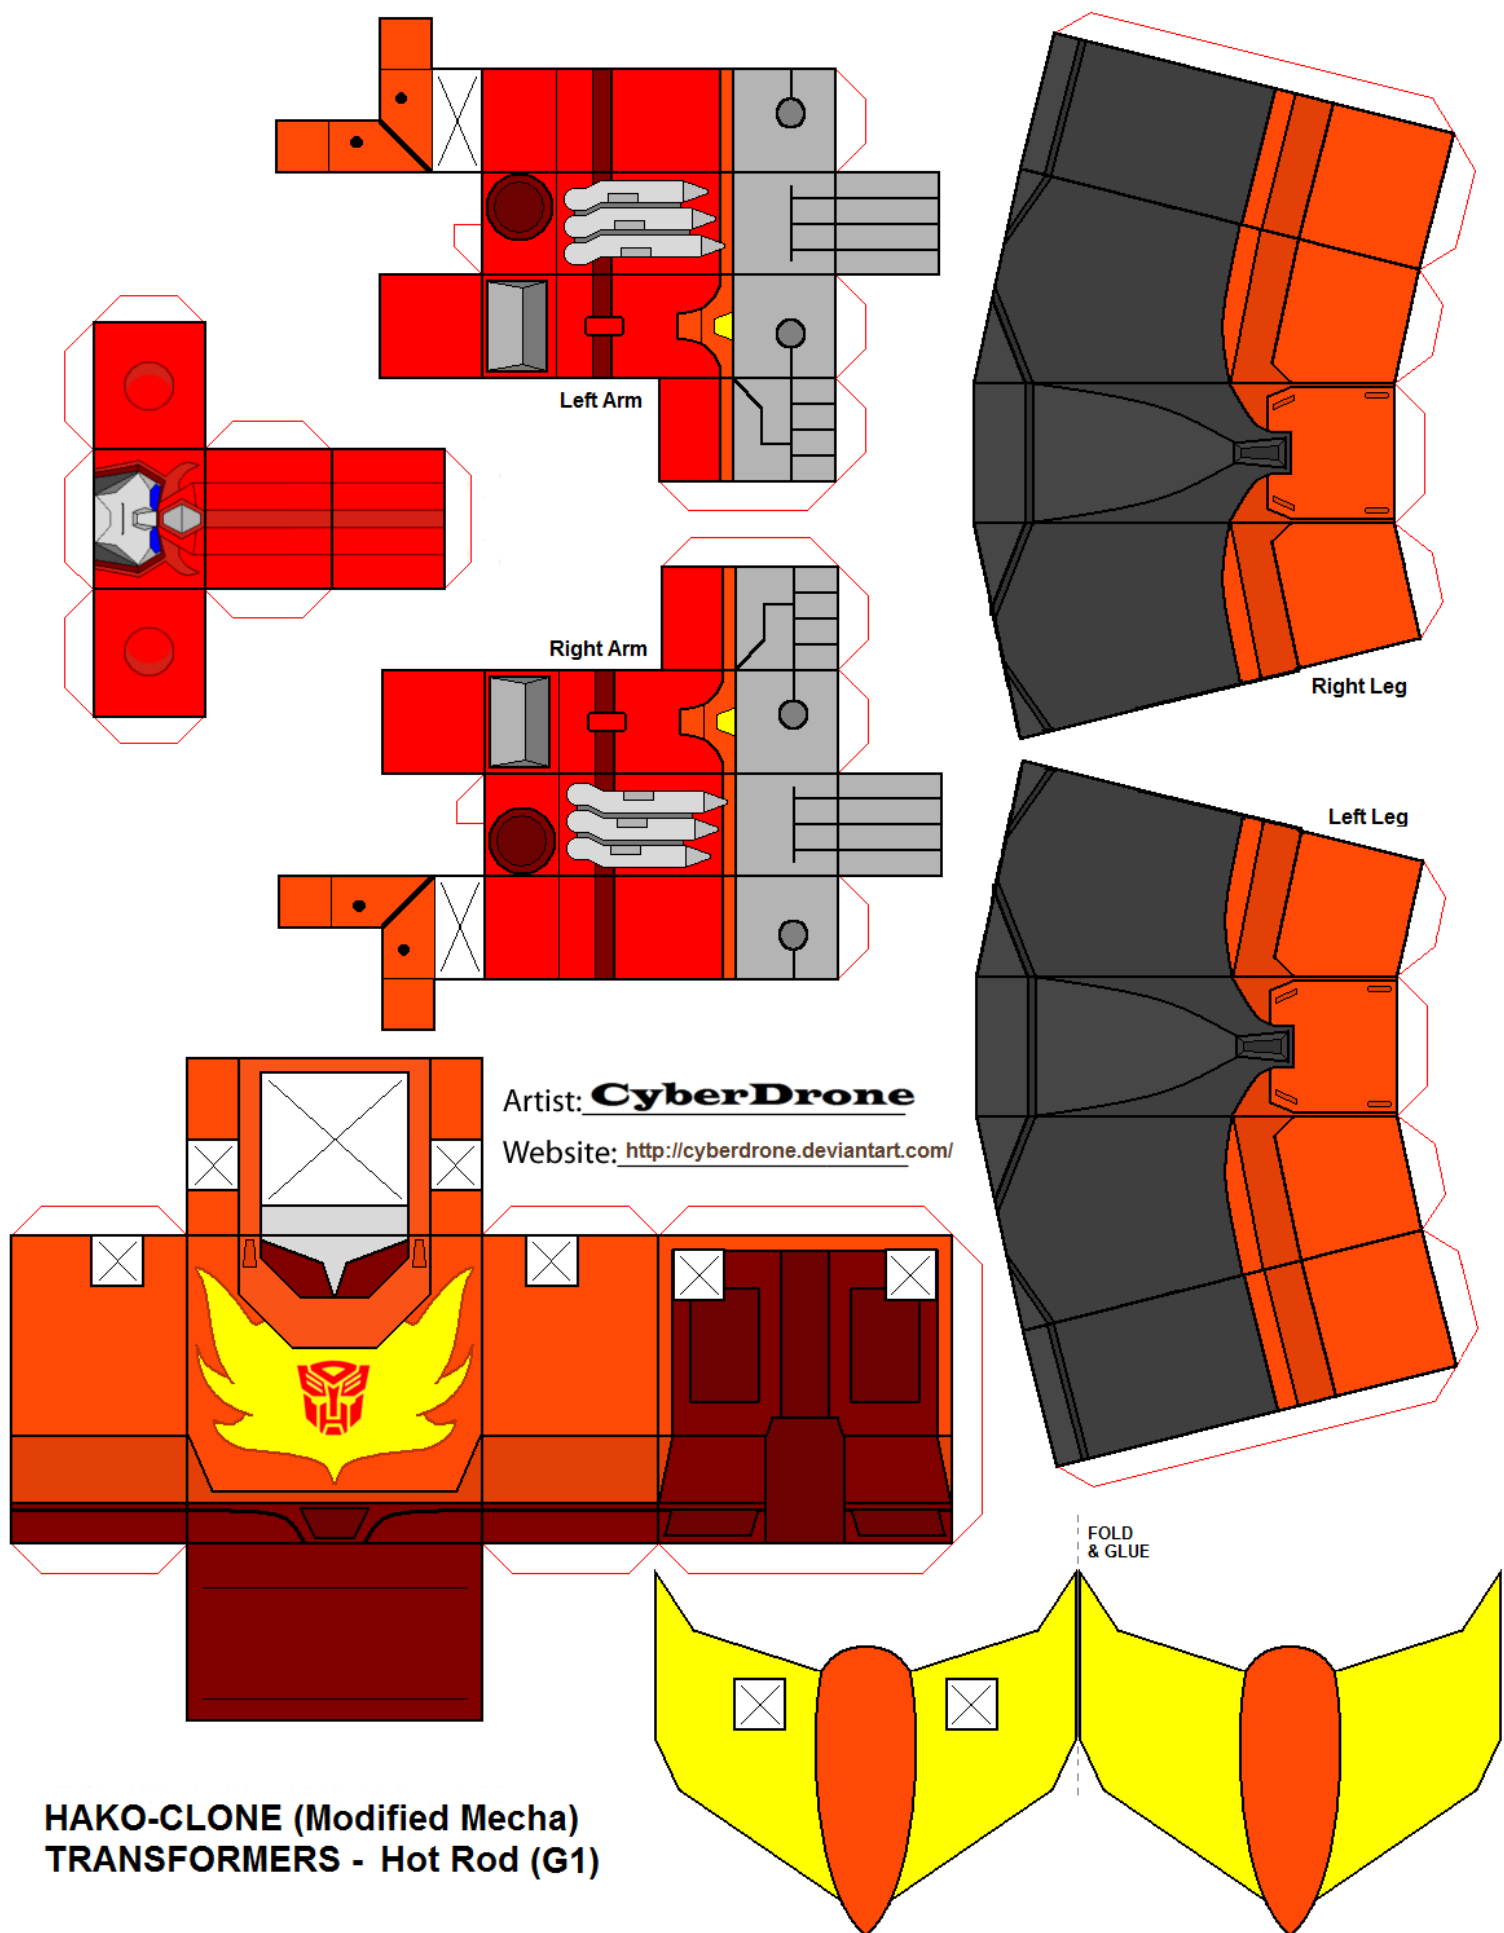 Left Arm
Right Arm
Right Leg
Left Leg
Artist: CyberDrone
Website: http://cyberdrone.deviantart.com/
FOLD
& GLUE
HAKO-CLONE (Modified Mecha)
TRANSFORMERS - Hot Rod (G1)